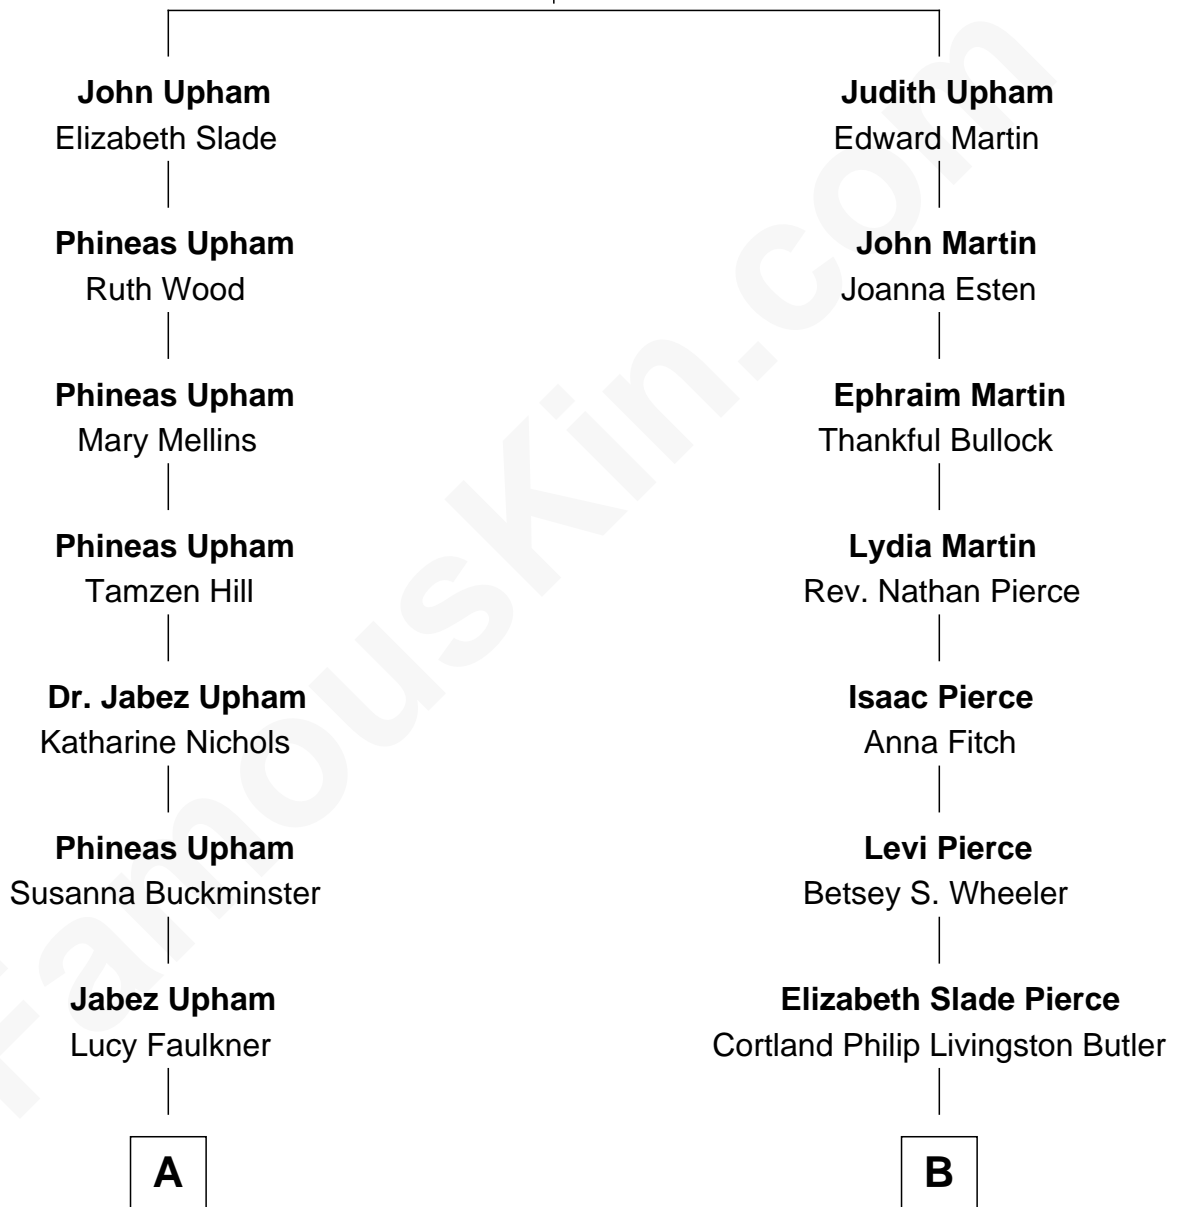 John Upham
Elizabeth Slade
Phineas Upham
Ruth Wood
Phineas Upham
Mary Mellins
Phineas Upham
Tamzen Hill
Dr. Jabez Upham
Katharine Nichols
Phineas Upham
Susanna Buckminster
Jabez Upham
Lucy Faulkner
A
Judith Upham
Edward Martin
John Martin
Joanna Esten
Ephraim Martin
Thankful Bullock
Lydia Martin
Rev. Nathan Pierce
Isaac Pierce
Anna Fitch
Levi Pierce
Betsey S. Wheeler
Elizabeth Slade Pierce
Cortland Philip Livingston Butler
B
FamousKin.com